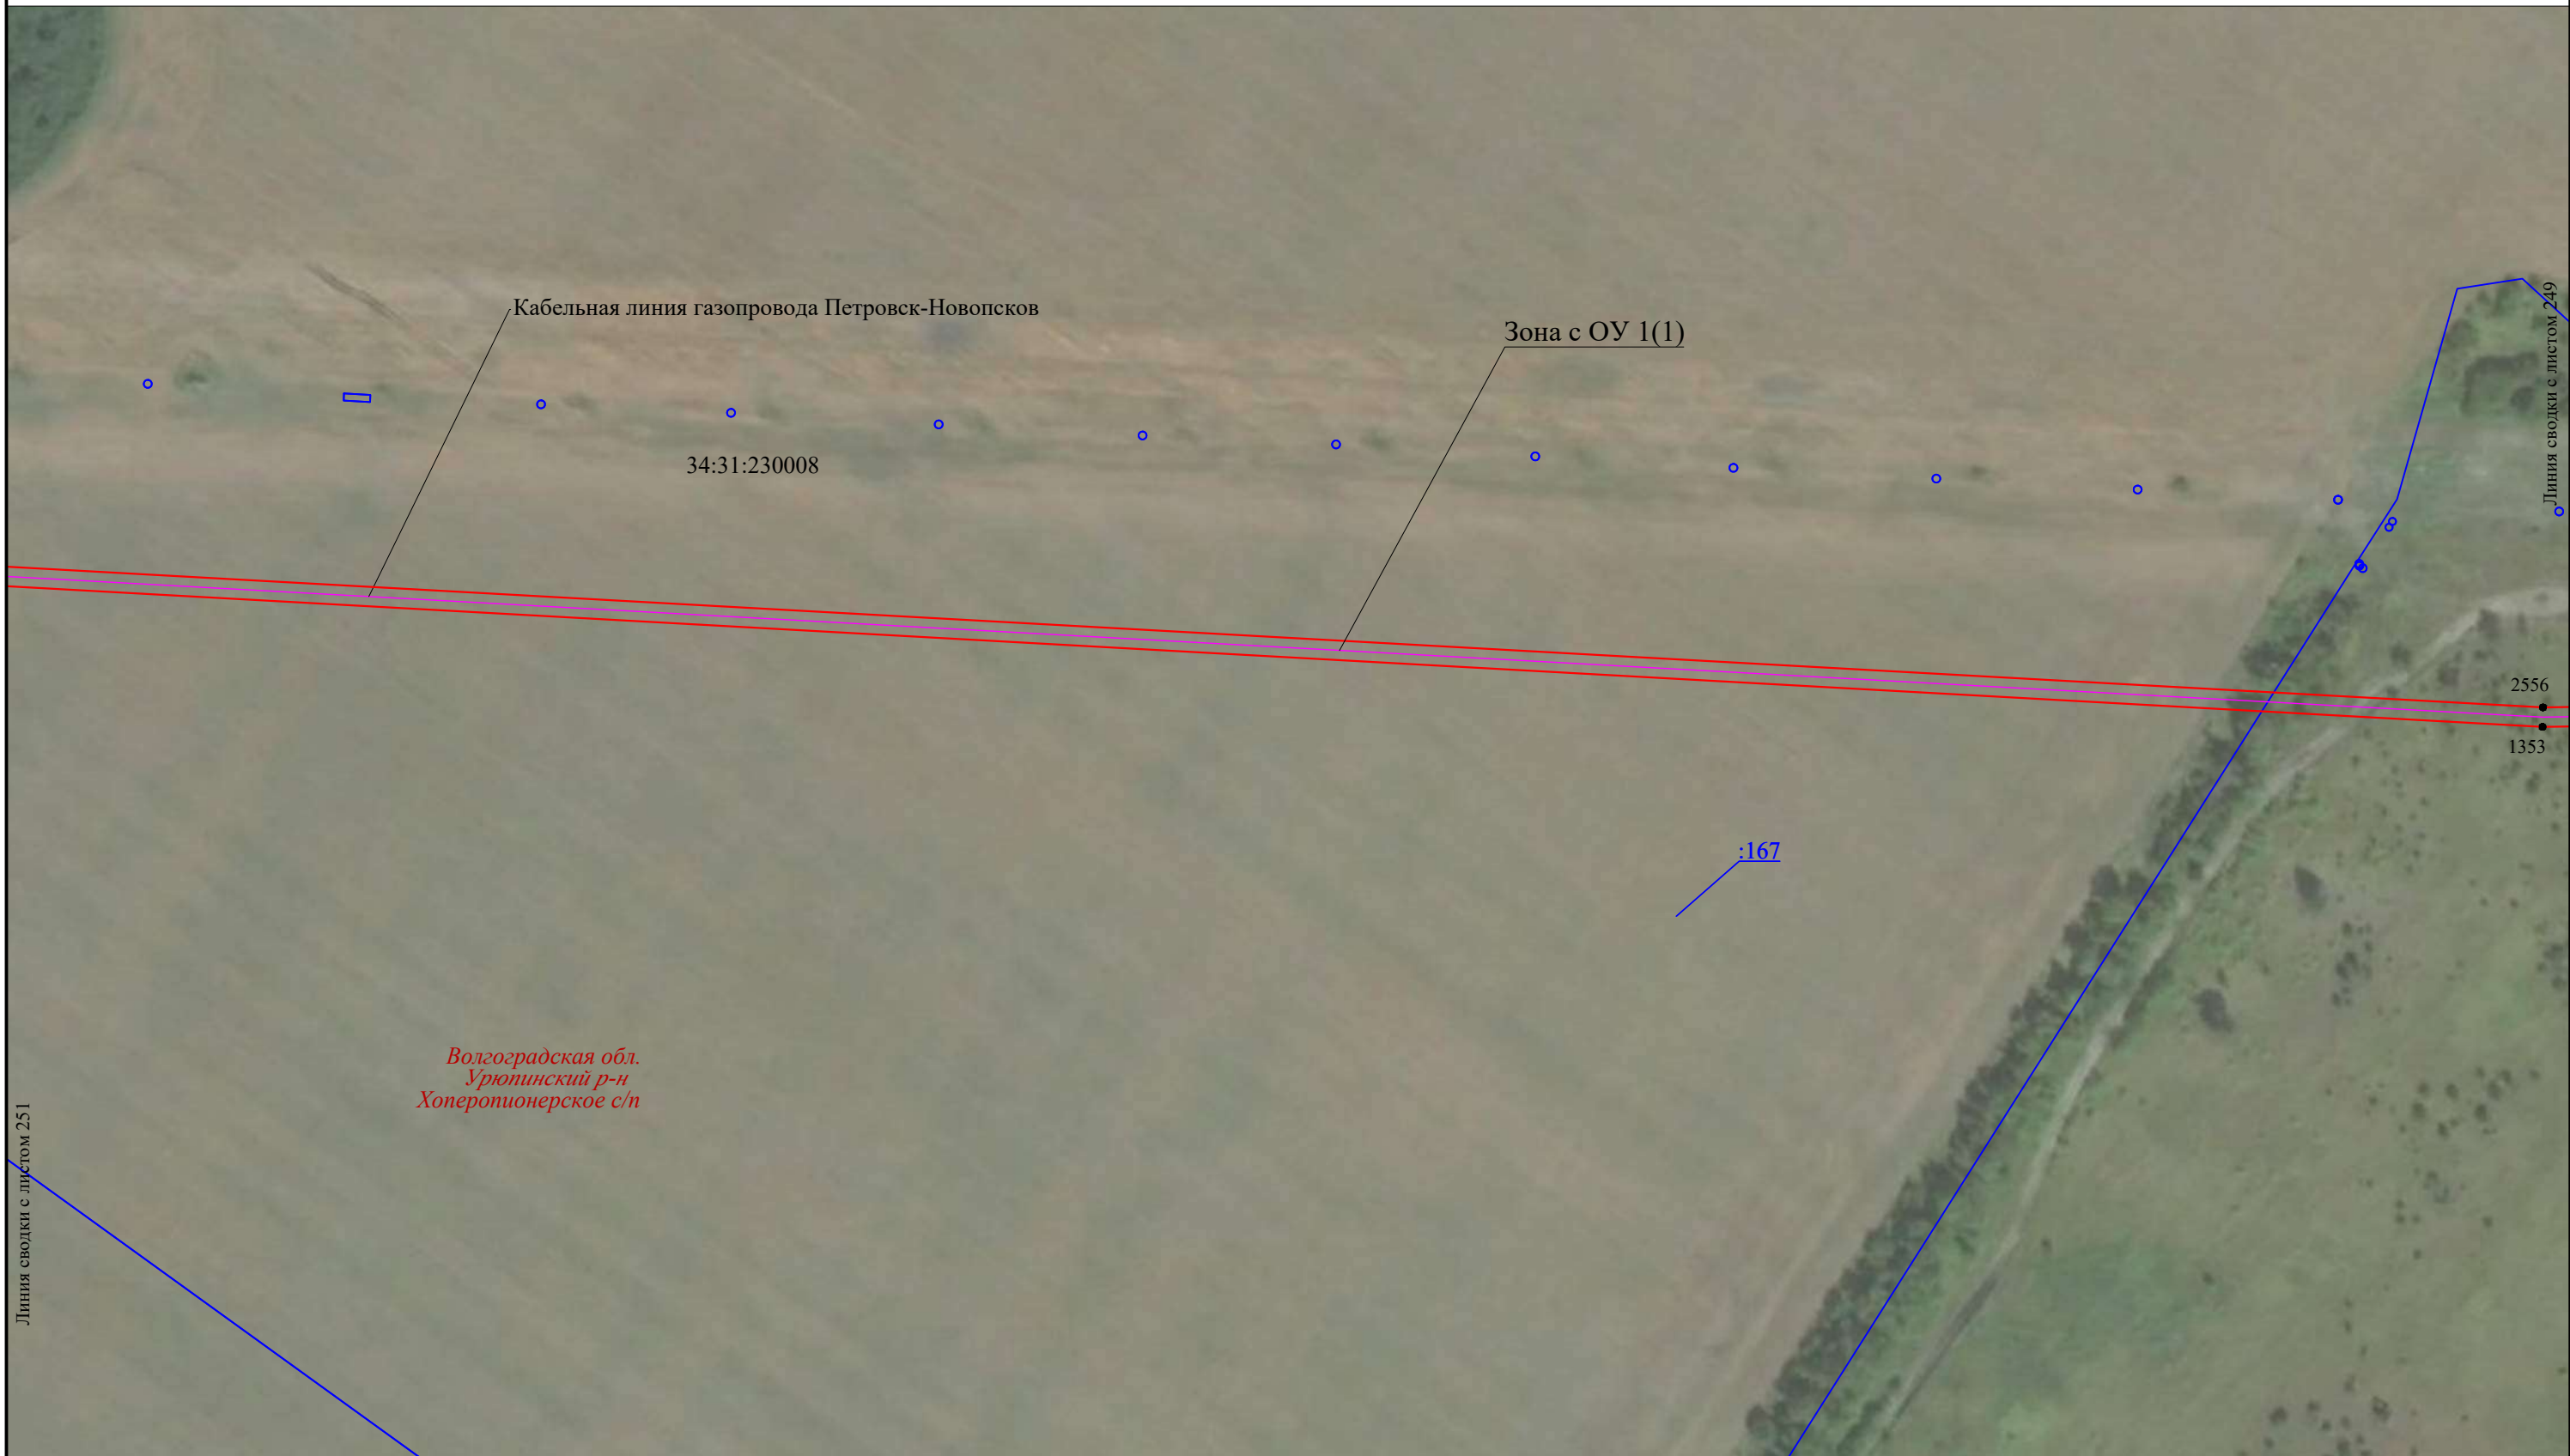 Линия сводки с листом 249
Кабельная линия газопровода Петровск-Новопсков
Зона с ОУ 1(1)
34:31:230008
2556
1353
:167
Волгоградская обл.
Урюпинский р-н
Хоперопионерское с/п
Линия сводки с листом 251